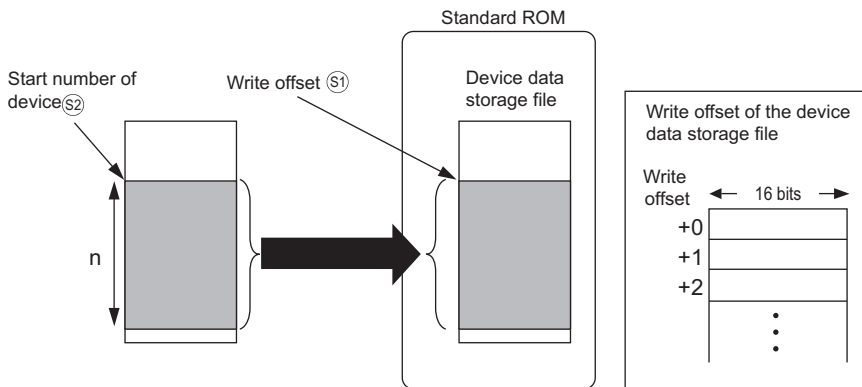 Standard ROM
Start number of
device Ⓢ2
Write offset Ⓢ1
Device data
storage file
n
Write offset of the device
data storage file
Write
offset
16 bits
+0
+1
+2